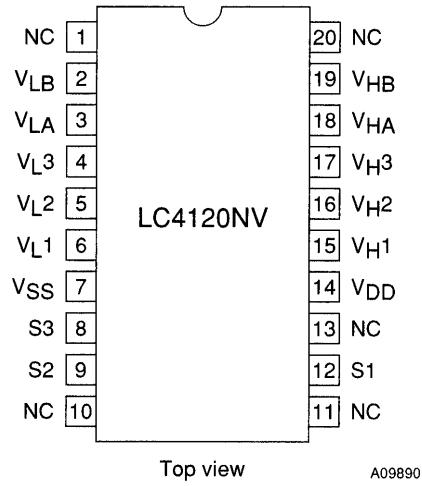 NC 1 20 NC
VLB 2 19 VHB
VLA 3 18 VHA
VL3 4 17 VH3
VL2 5 16 VH2
LC4120NV
VL1 6 15 VH1
VSS 7 14 VDD
S3 8 13 NC
S2 9 12 S1
NC 10 11 NC
Top view
A09890